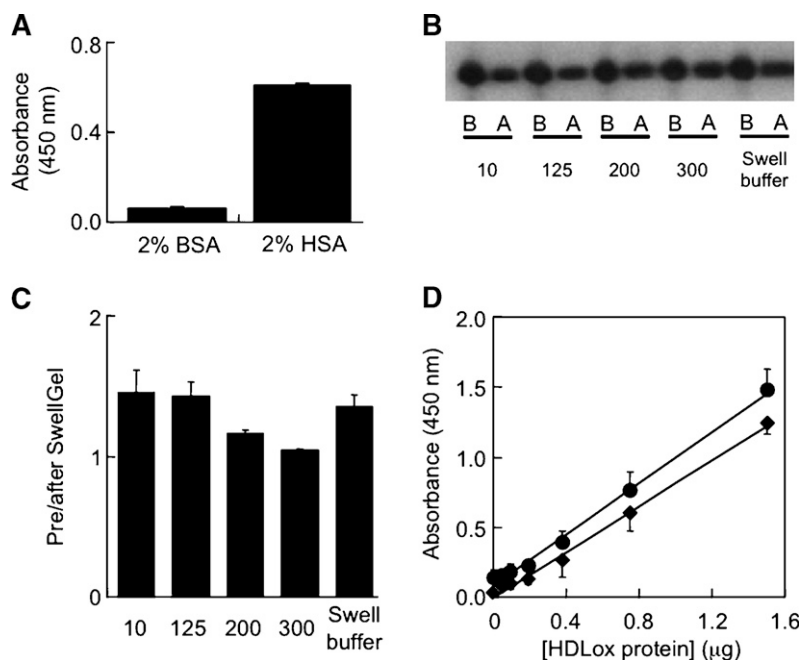 A
Absorbance
(450 nm)
0.8
0.4
0.0
2% BSA 2% HSA
B
B A B A B A B A B A
10 125 200 300 Swell
buffer
C
Pre/after SwellGel
2
1
0
10 125 200 300 Swell
buffer
D
Absorbance (450 nm)
2.0
1.5
1.0
0.5
0.0
0 0.4 0.8 1.2 1.6
[HDLox protein] (µg)